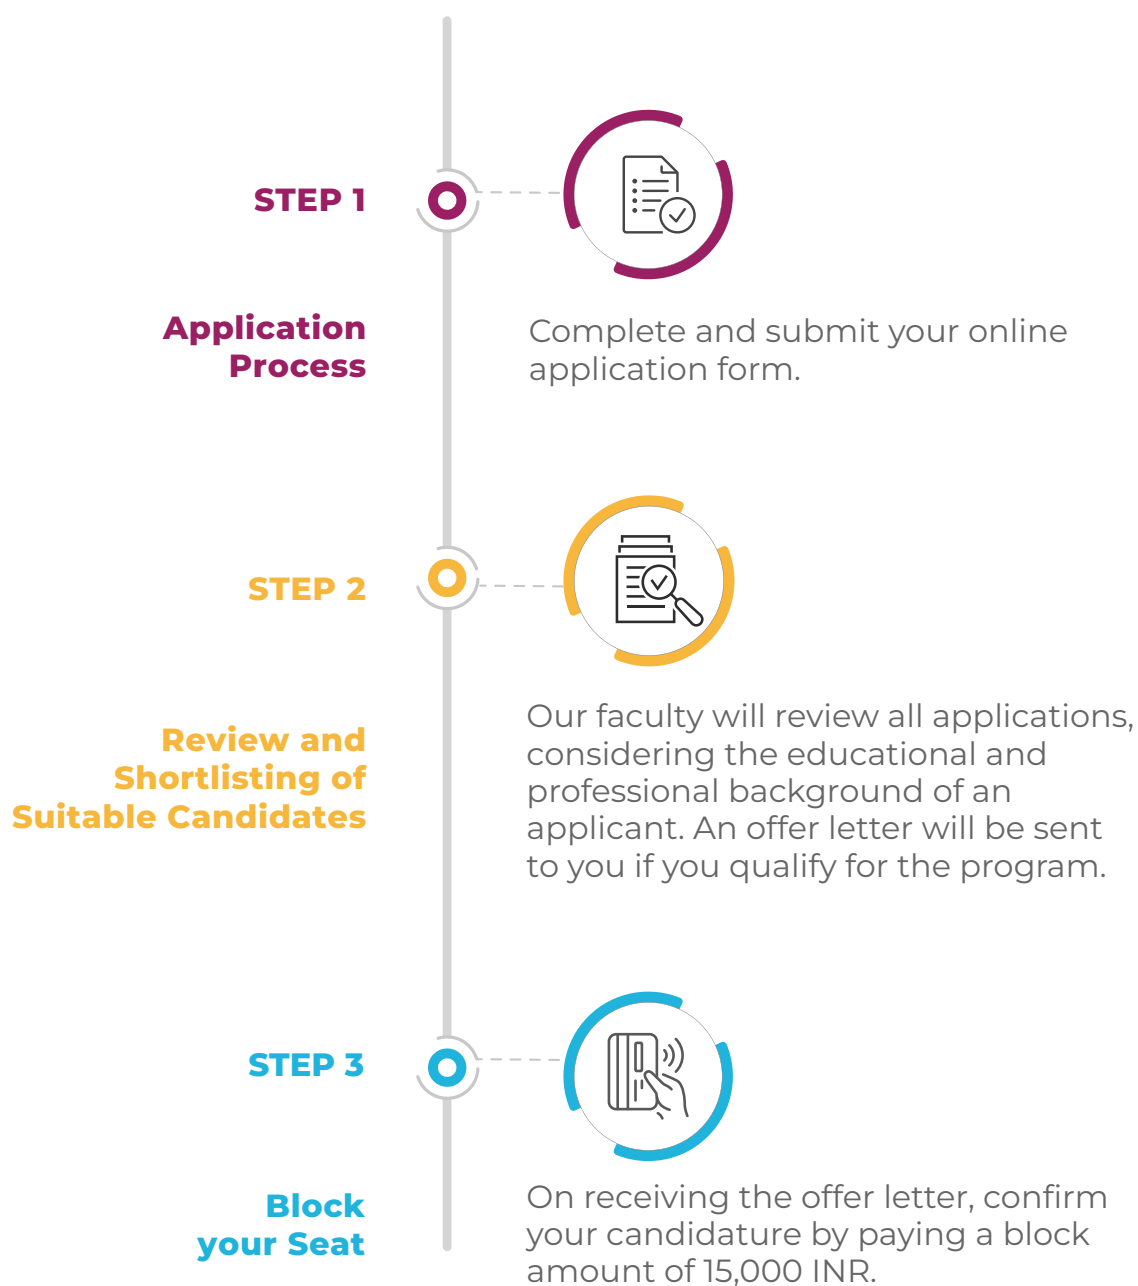 STEP 1
Application
Process
Complete and submit your online
application form.
STEP 2
Review and
Shortlisting of
Suitable Candidates
Our faculty will review all applications,
considering the educational and
professional background of an
applicant. An offer letter will be sent
to you if you qualify for the program.
STEP 3
Block
your Seat
On receiving the offer letter, confirm
your candidature by paying a block
amount of 15,000 INR.